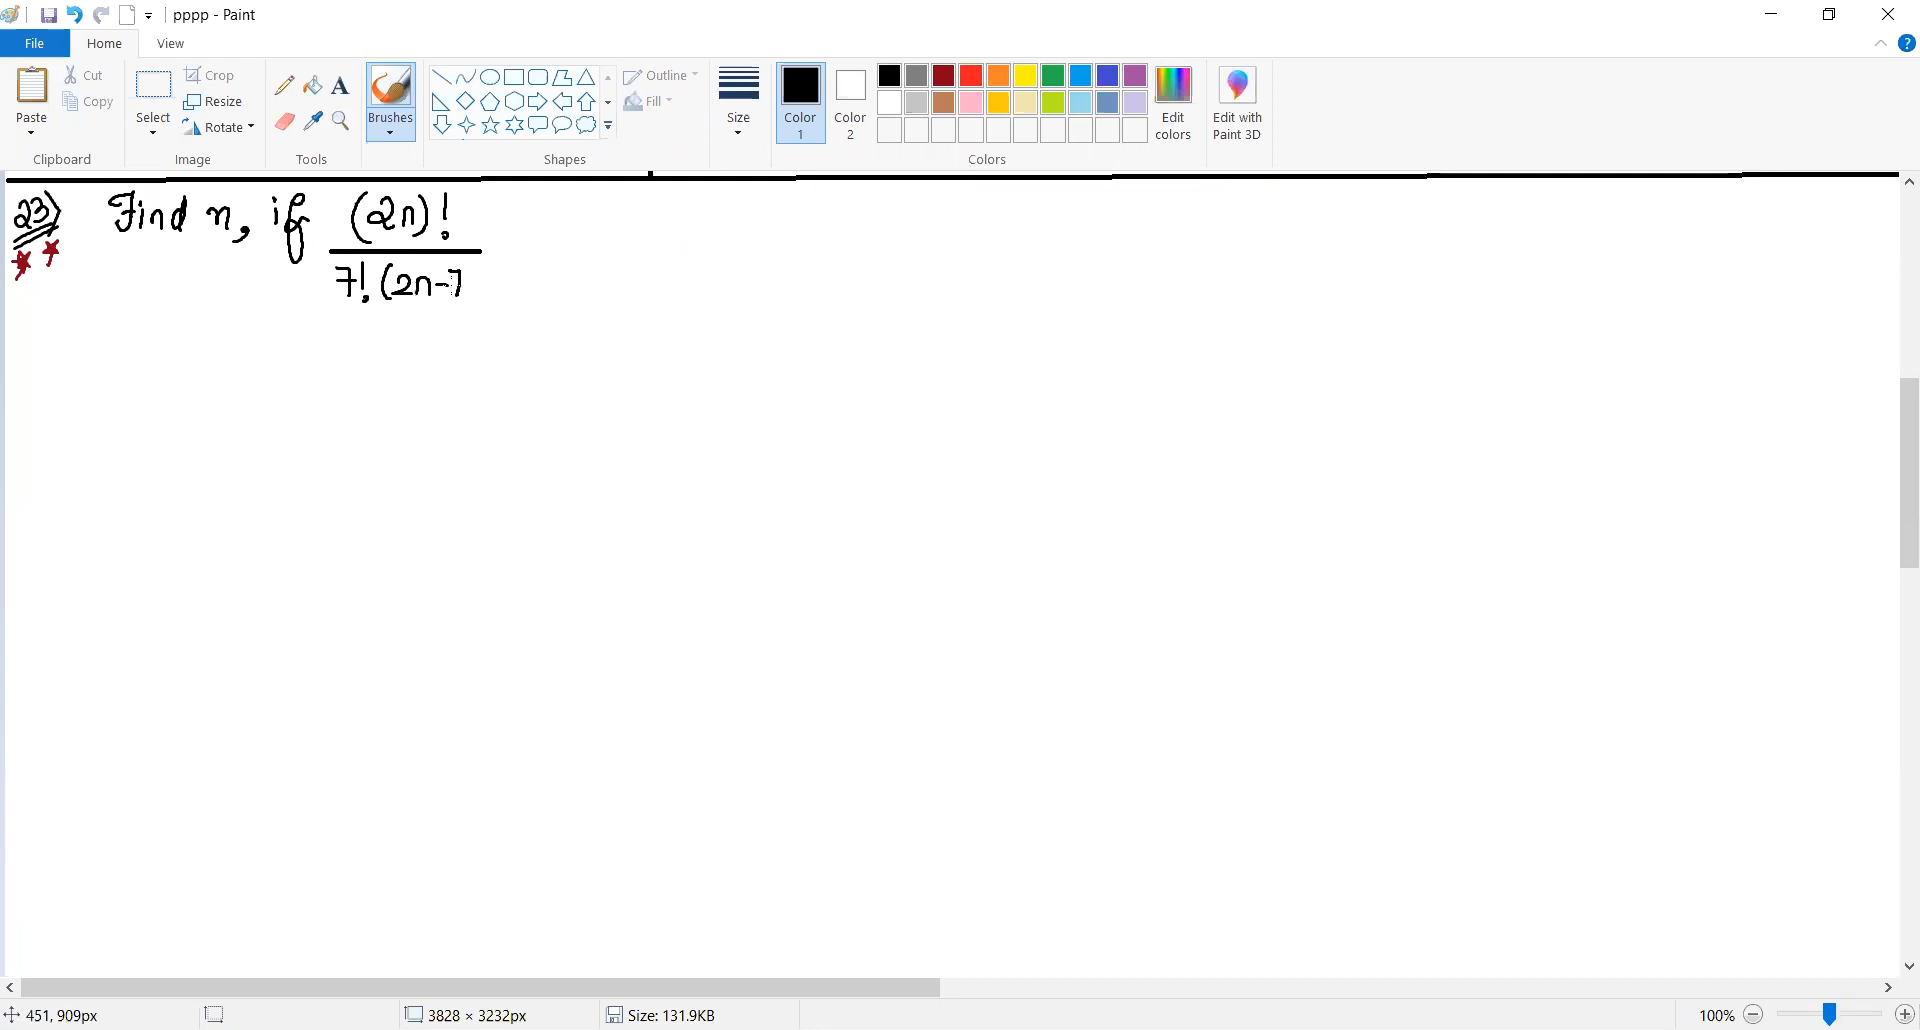 pppp - Paint
File Home View
Paste Cut Copy Select Crop Resize Rotate A Brushes Outline Fill Size Color 1 Color 2 Edit colors Edit with Paint 3D ?
Clipboard Image Tools Shapes Colors
23) Find n, if (2n)!
7! (2n-7
451, 909px 3828 × 3232px Size: 131.9KB 100%